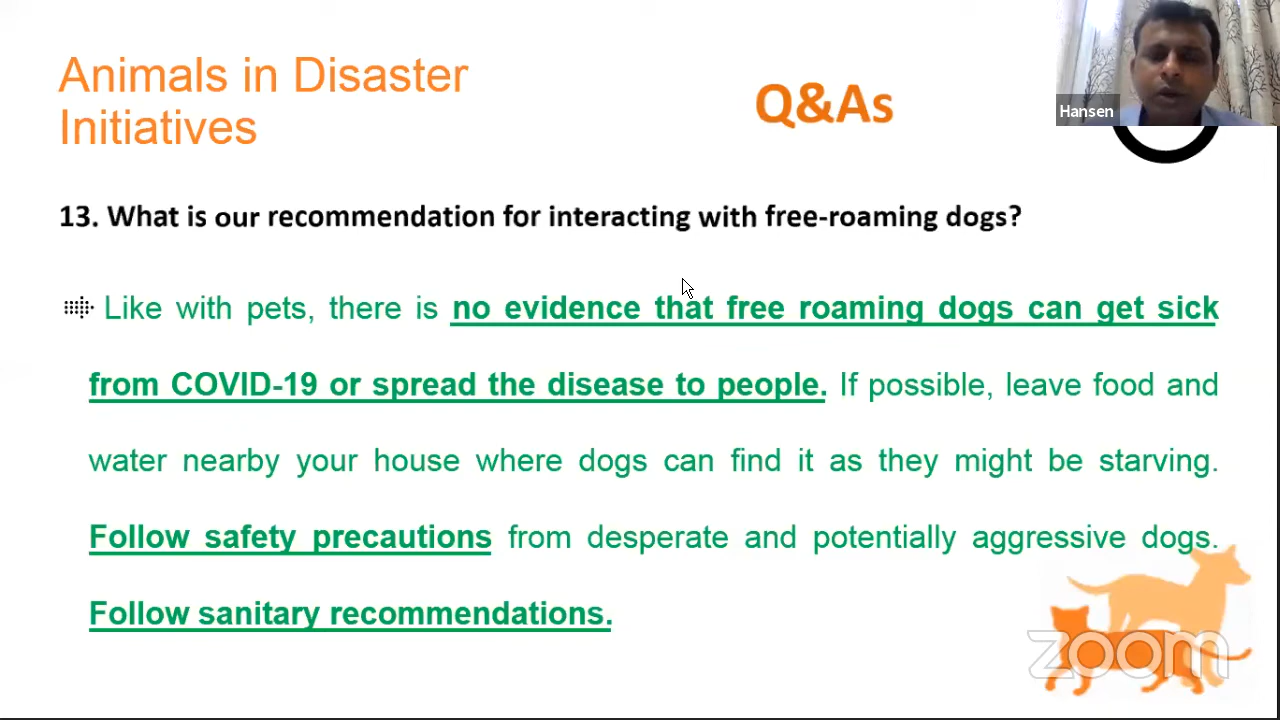 Animals in Disaster
Initiatives
Q&As
Hansen
13. What is our recommendation for interacting with free-roaming dogs?
Like with pets, there is no evidence that free roaming dogs can get sick
from COVID-19 or spread the disease to people. If possible, leave food and
water nearby your house where dogs can find it as they might be starving.
Follow safety precautions from desperate and potentially aggressive dogs.
Follow sanitary recommendations.
zoom